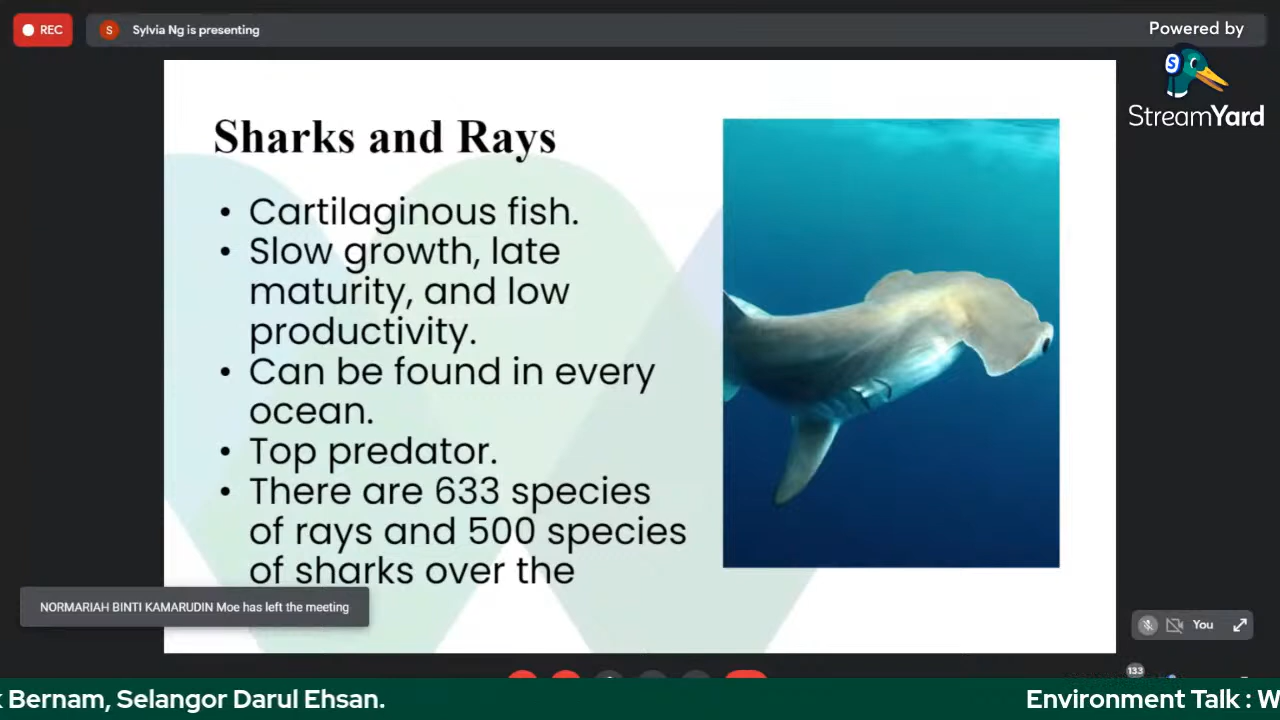 REC
S
Sylvia Ng is presenting
Powered by
S
StreamYard
Sharks and Rays
• Cartilaginous fish.
• Slow growth, late
maturity, and low
productivity.
• Can be found in every
ocean.
• Top predator.
• There are 633 species
of rays and 500 species
of sharks over the
NORMARIAH BINTI KAMARUDIN Moe has left the meeting
You
133
Bernam, Selangor Darul Ehsan.
Environment Talk : W